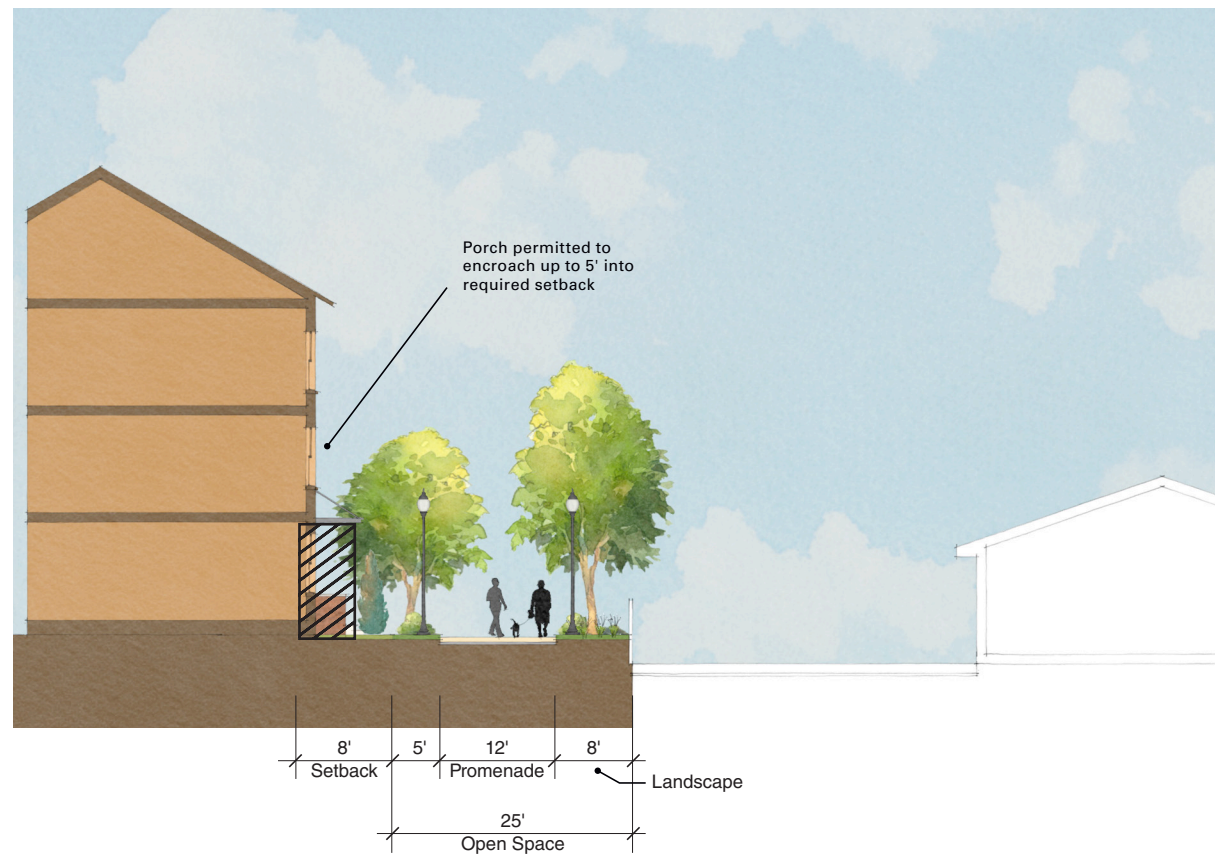 Porch permitted to
encroach up to 5' into
required setback
8' 5' 12' 8'
Setback Promenade
Landscape
25'
Open Space